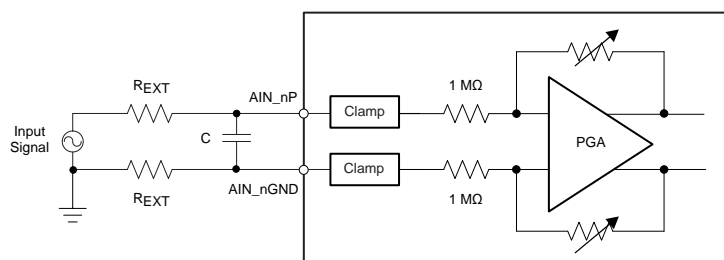 REXT
AIN_nP
Clamp
1 MΩ
Input
Signal
C
PGA
Clamp
AIN_nGND
REXT
1 MΩ